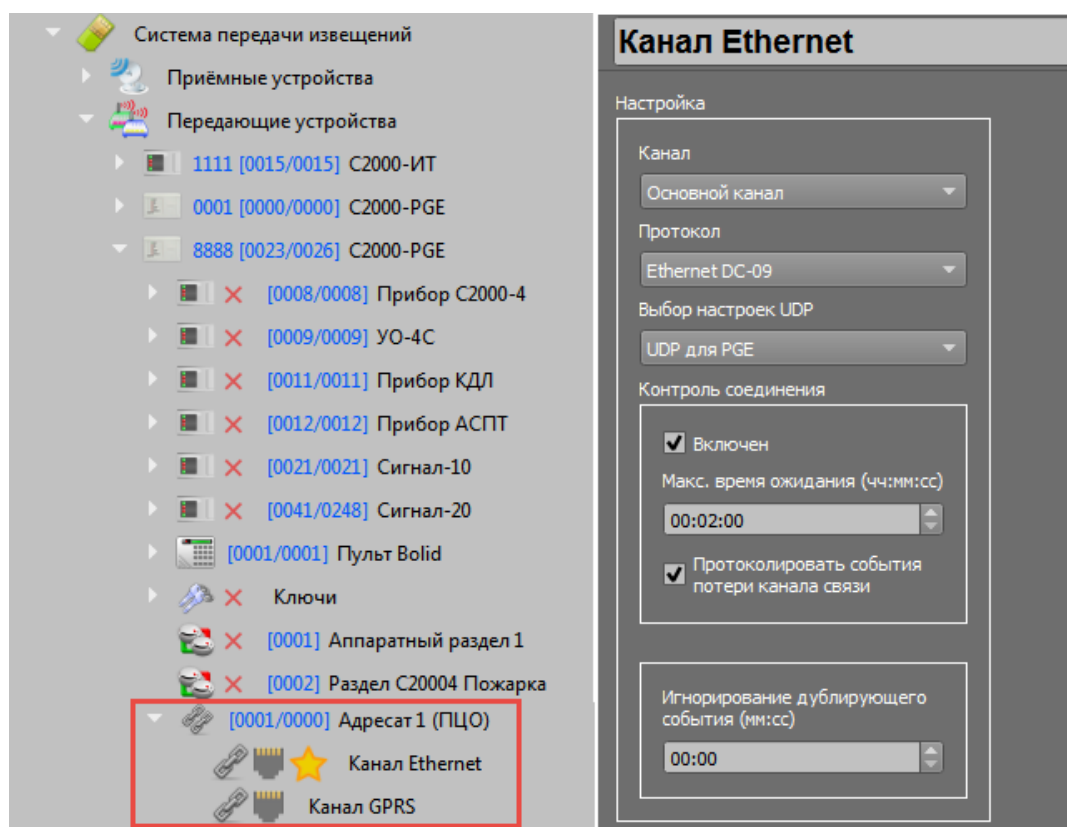 Система передачи извещений
Приёмные устройства
Передающие устройства
1111 [0015/0015] С2000-ИТ
0001 [0000/0000] С2000-PGE
8888 [0023/0026] С2000-PGE
[0008/0008] Прибор С2000-4
[0009/0009] УО-4С
[0011/0011] Прибор КДЛ
[0012/0012] Прибор АСПТ
[0021/0021] Сигнал-10
[0041/0248] Сигнал-20
[0001/0001] Пульт Bolid
Ключи
[0001] Аппаратный раздел 1
[0002] Раздел С20004 Пожарка
[0001/0000] Адресат 1 (ПЦО)
Канал Ethernet
Канал GPRS
Канал Ethernet
Настройка
Канал
Основной канал
Протокол
Ethernet DC-09
Выбор настроек UDP
UDP для PGE
Контроль соединения
Включен
Макс. время ожидания (чч:мм:сс)
00:02:00
Протоколировать события
потери канала связи
Игнорирование дублирующего
события (мм:сс)
00:00